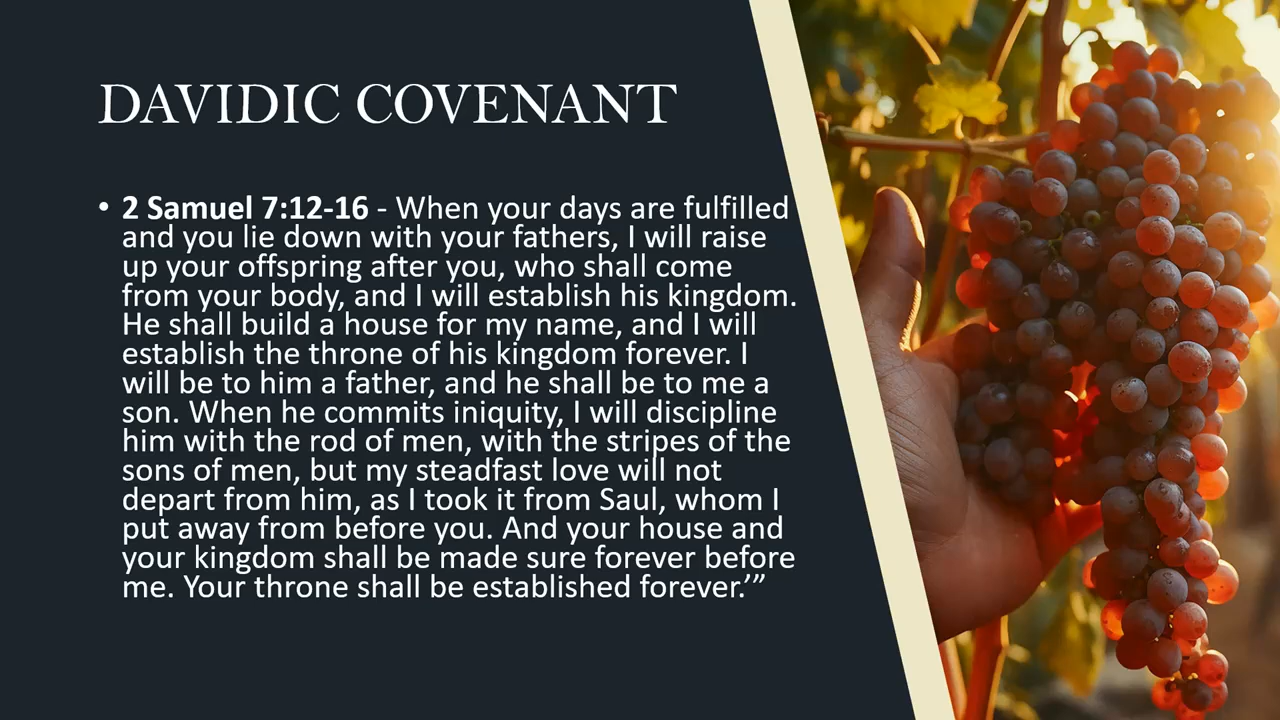 DAVIDIC COVENANT
• 2 Samuel 7:12-16 - When your days are fulfilled
and you lie down with your fathers, I will raise
up your offspring after you, who shall come
from your body, and I will establish his kingdom.
He shall build a house for my name, and I will
establish the throne of his kingdom forever. I
will be to him a father, and he shall be to me a
son. When he commits iniquity, I will discipline
him with the rod of men, with the stripes of the
sons of men, but my steadfast love will not
depart from him, as I took it from Saul, whom I
put away from before you. And your house and
your kingdom shall be made sure forever before
me. Your throne shall be established forever.’”